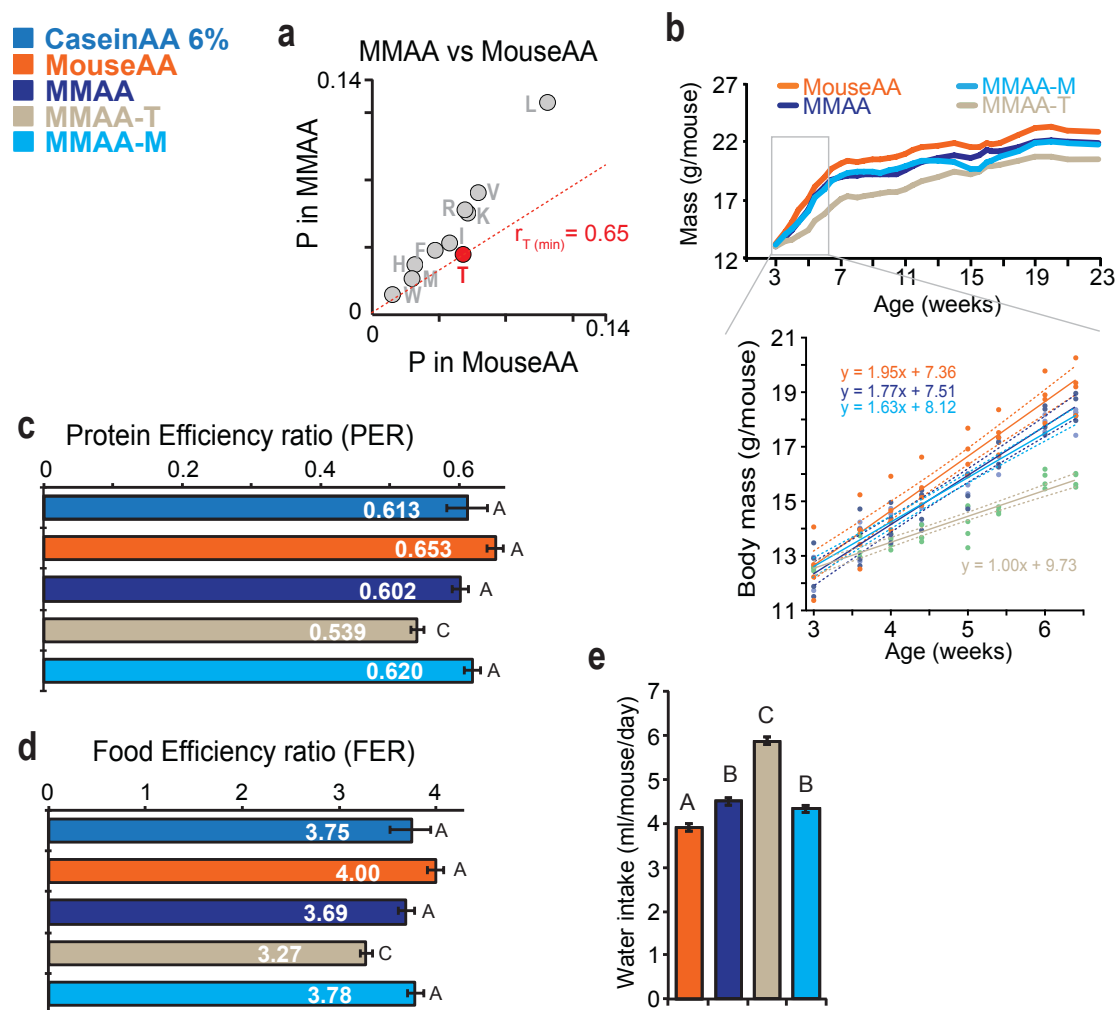 CaseinAA 6%
MouseAA
MMAA
MMAA-T
MMAA-M
a
MMAA vs MouseAA
0.14
P in MMAA
L
V
R
K
I
F
H
M
T
W
r T (min) = 0.65
0
0
0.14
P in MouseAA
b
MouseAA
MMAA-M
MMAA
MMAA-T
27
22
17
12
Mass (g/mouse)
3
7
11
15
19
23
Age (weeks)
21
19
17
15
13
11
Body mass (g/mouse)
y = 1.95x + 7.36
y = 1.77x + 7.51
y = 1.63x + 8.12
y = 1.00x + 9.73
3
4
5
6
Age (weeks)
c
Protein Efficiency ratio (PER)
0
0.2
0.4
0.6
0.613
A
0.653
A
0.602
A
0.539
C
0.620
A
d
Food Efficiency ratio (FER)
0
1
2
3
4
3.75
A
4.00
A
3.69
A
3.27
C
3.78
A
e
Water intake (ml/mouse/day)
7
6
5
4
3
2
1
0
A
B
C
B